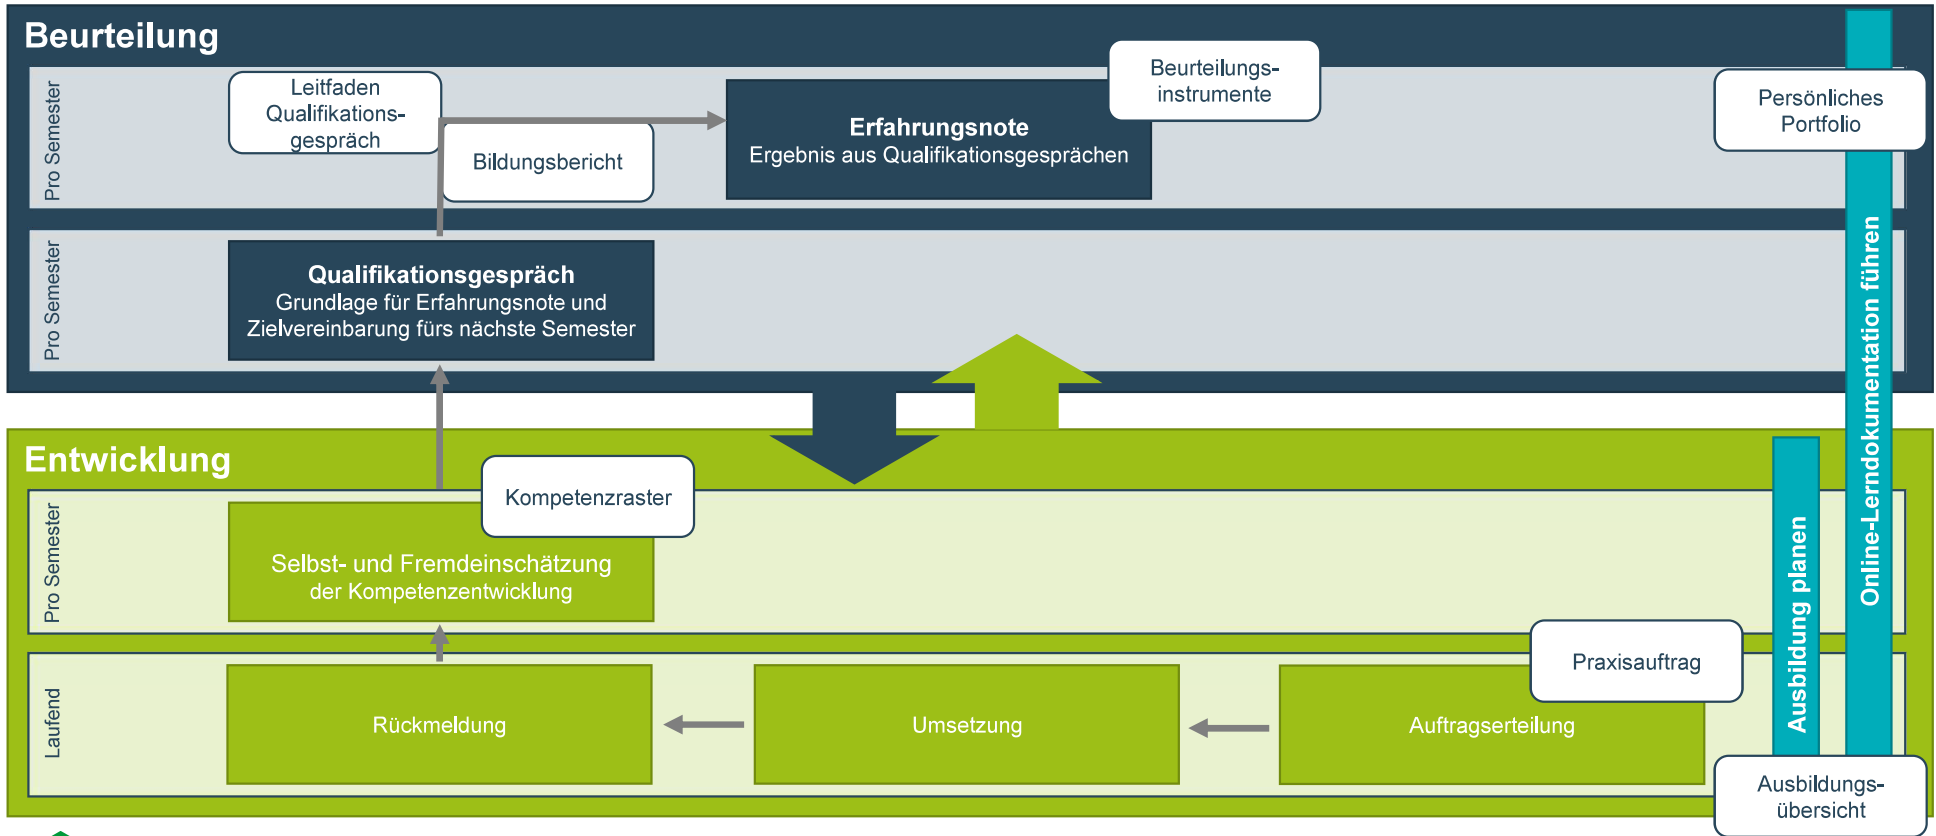 Beurteilung
Pro Semester
Leitfaden
Qualifikations-
gespräch
Bildungsbericht
Erfahrungsnote
Ergebnis aus Qualifikationsgesprächen
Beurteilungs-
instrumente
Persönliches
Portfolio
Pro Semester
Qualifikationsgespräch
Grundlage für Erfahrungsnote und
Zielvereinbarung fürs nächste Semester
Online-Lerndokumentation führen
Entwicklung
Pro Semester
Kompetenzraster
Selbst- und Fremdeinschätzung
der Kompetenzentwicklung
Ausbildung planen
Laufend
Rückmeldung
Umsetzung
Praxisauftrag
Auftragserteilung
Ausbildungs-
übersicht